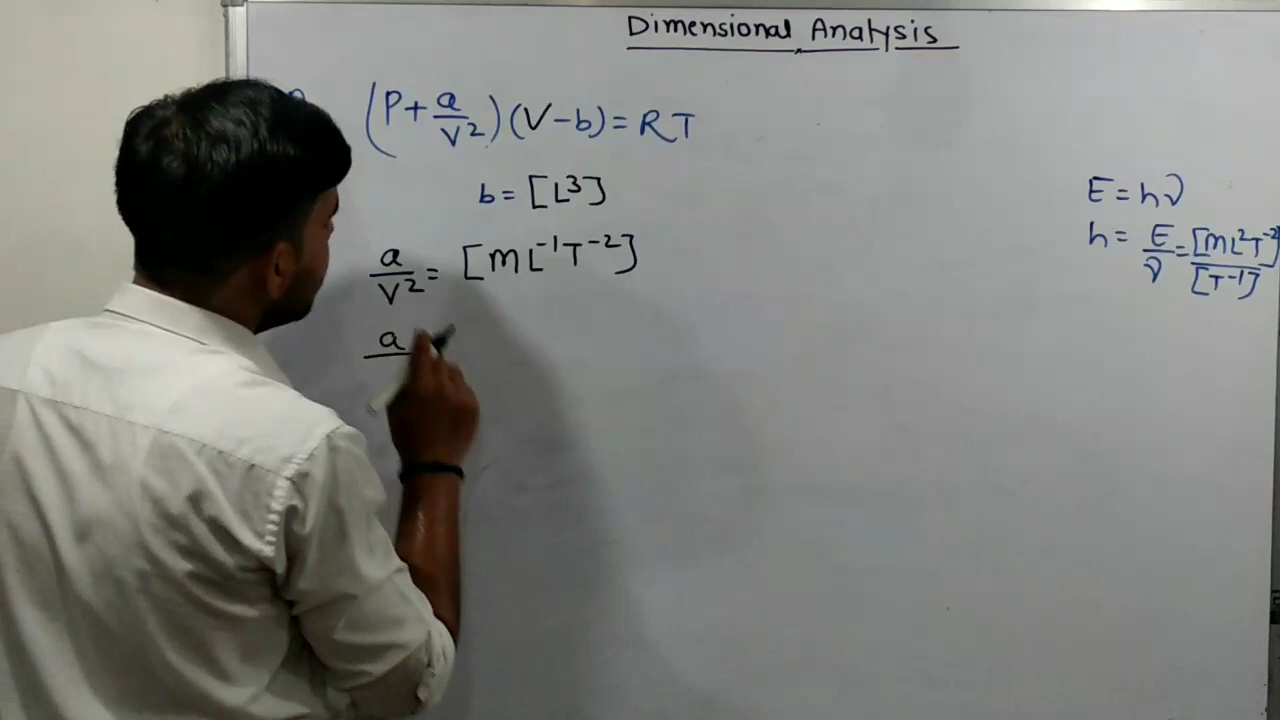 Dimensional Analysis
(P+a/V²)(V-b)=RT
b=[L³]
a/V²=[ML⁻¹T⁻²]
a
E=hν
h=E/ν=[ML²T⁻²]/[T⁻¹]